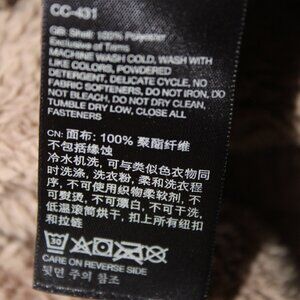 CC-431
GB: Shell: 100% Polyester
Exclusive of Trims
MACHINE WASH COLD, WASH WITH
LIKE COLORS, POWDERED
DETERGENT, DELICATE CYCLE, NO
FABRIC SOFTENERS, DO NOT IRON, DO
NOT BLEACH, DO NOT DRY CLEAN,
TUMBLE DRY LOW, CLOSE ALL
FASTENERS
CN: 面布: 100% 聚酯纤维
不包括缘蚀
冷水机洗, 可与类似色衣物同
时洗涤, 洗衣粉, 柔和洗衣程
序, 不可使用织物柔软剂, 不
可熨烫, 不可漂白, 不可干洗,
低温滚筒烘干, 扣上所有纽扣
和拉链
30
CARE ON REVERSE SIDE
뒷면 주의 참조